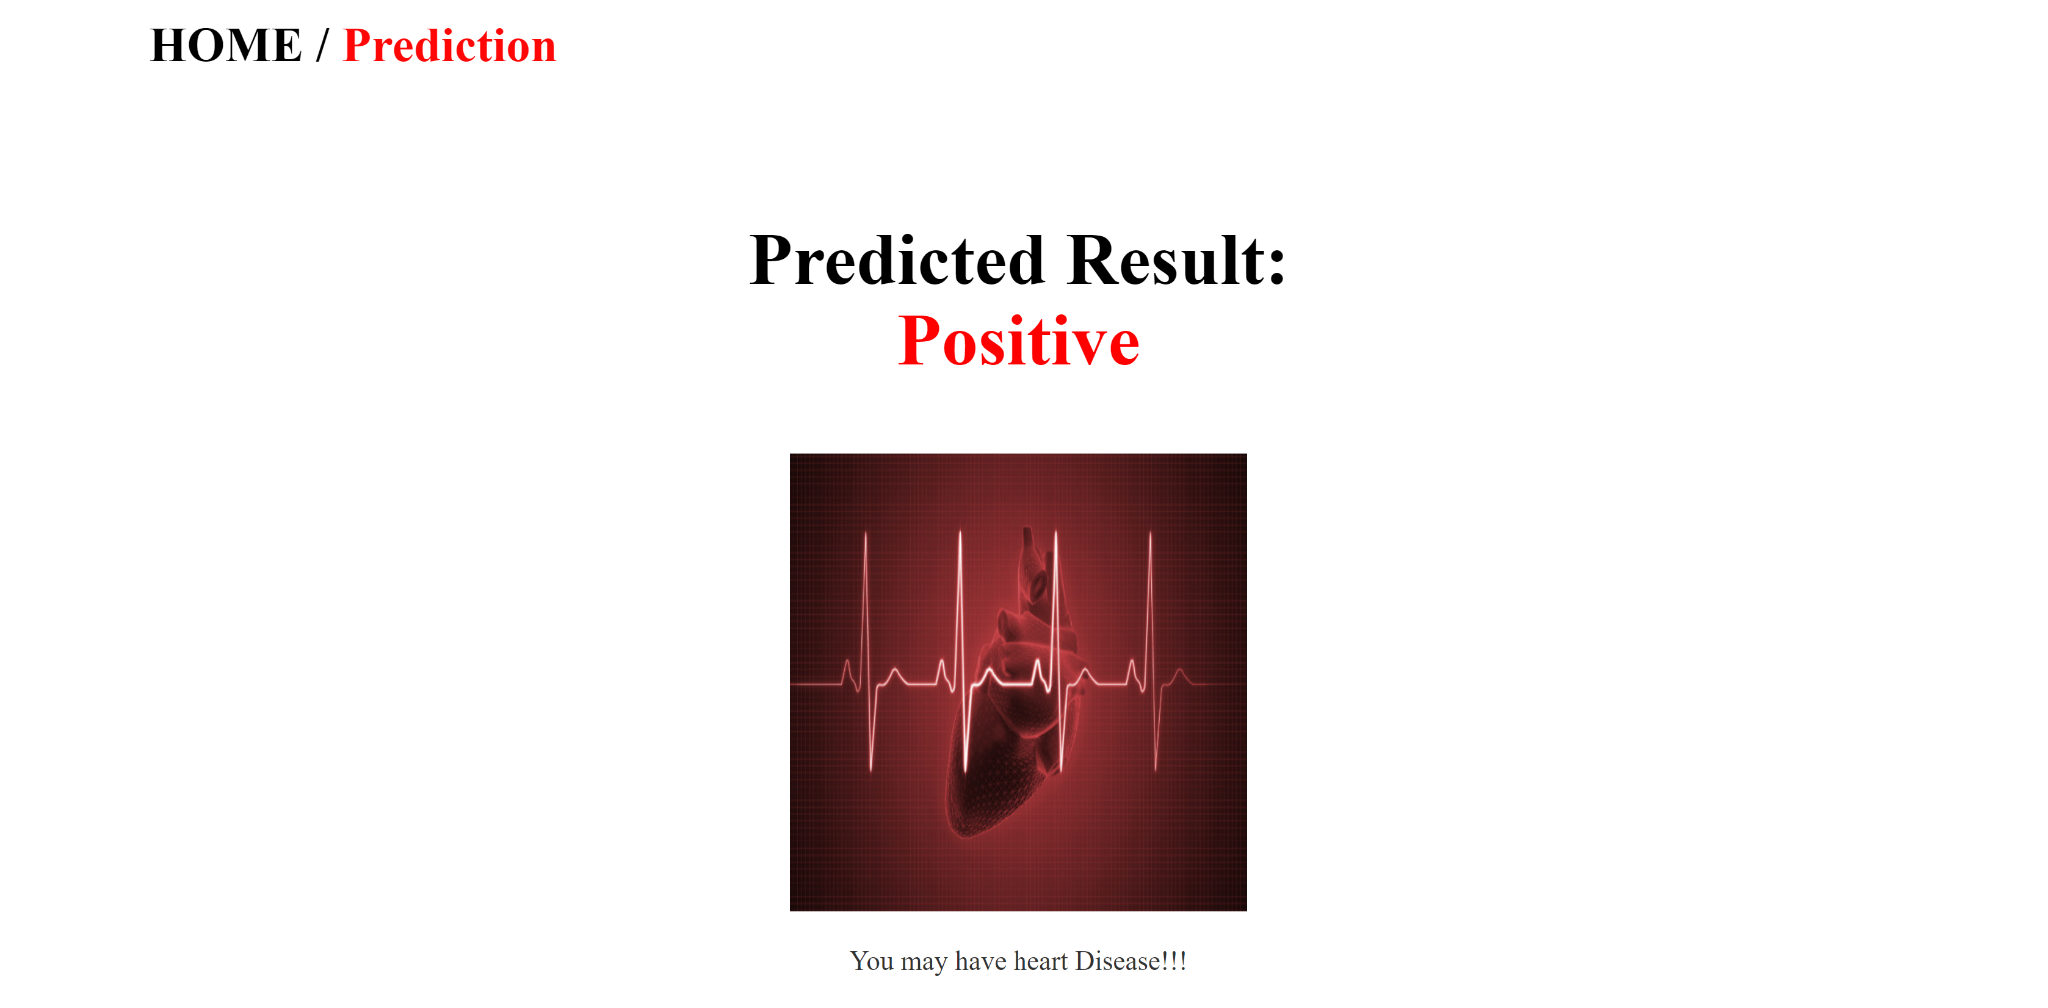 HOME / Prediction
Predicted Result:
Positive
You may have heart Disease!!!